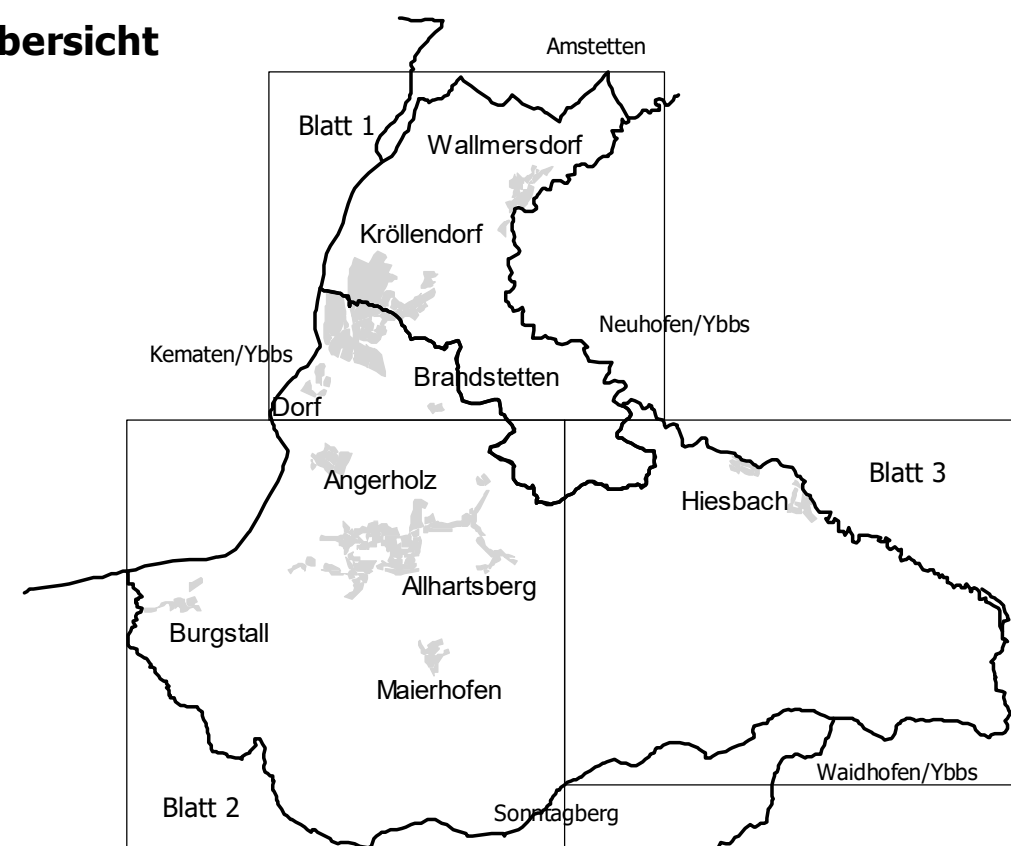 bersicht
Amstetten
Blatt 1
Wallmersdorf
Kröllendorf
Neuhofen/Ybbs
Kematen/Ybbs
Brandstetten
Dorf
Angerholz
Blatt 3
Hiesbach
Allhartsberg
Burgstall
Maierhofen
Waidhofen/Ybbs
Blatt 2
Sonntagberg